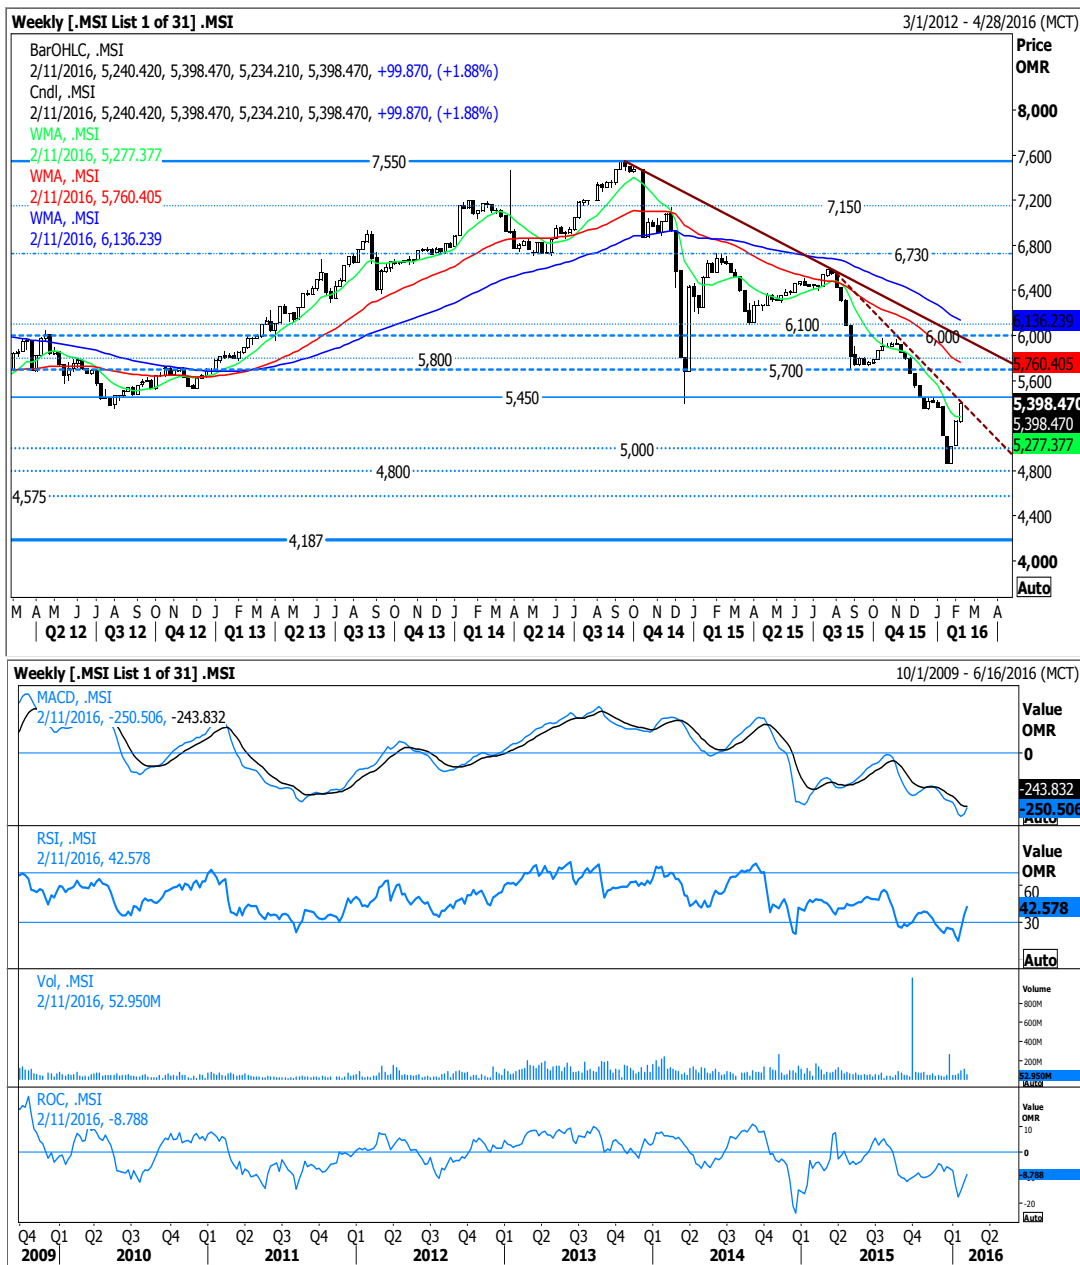 Weekly [.MSI List 1 of 31] .MSI
3/1/2012 - 4/28/2016 (MCT)
BarOHLC, .MSI
2/11/2016, 5,240.420, 5,398.470, 5,234.210, 5,398.470, +99.870, (+1.88%)
Cndl, .MSI
2/11/2016, 5,240.420, 5,398.470, 5,234.210, 5,398.470, +99.870, (+1.88%)
WMA, .MSI
2/11/2016, 5,277.377
WMA, .MSI
2/11/2016, 5,760.405
WMA, .MSI
2/11/2016, 6,136.239
Price
OMR
8,000
7,600
7,200
6,800
6,400
6,136.239
6,000
5,760.405
5,600
5,398.470
5,398.470
5,277.377
4,800
4,400
4,000
Auto
7,550
7,150
6,730
6,100
6,000
5,800
5,700
5,450
5,000
4,800
4,575
4,187
M A M J J A S O N D J F M A M J J A S O N D J F M A M J J A S O N D J F M A M J J A S O N D J F M A
Q2 12 Q3 12 Q4 12 Q1 13 Q2 13 Q3 13 Q4 13 Q1 14 Q2 14 Q3 14 Q4 14 Q1 15 Q2 15 Q3 15 Q4 15 Q1 16
Weekly [.MSI List 1 of 31] .MSI
10/1/2009 - 6/16/2016 (MCT)
MACD, .MSI
2/11/2016, -250.506, -243.832
Value
OMR
0
-243.832
-250.506
Auto
RSI, .MSI
2/11/2016, 42.578
Value
OMR
60
42.578
30
Auto
Vol, .MSI
2/11/2016, 52.950M
Volume
800M
600M
400M
200M
52.950M
Auto
ROC, .MSI
2/11/2016, -8.788
Value
OMR
10
0
-8.788
-10
-20
Auto
Q4 Q1 Q2 Q3 Q4 Q1 Q2 Q3 Q4 Q1 Q2 Q3 Q4 Q1 Q2 Q3 Q4 Q1 Q2 Q3 Q4 Q1 Q2 Q3 Q4 Q1 Q2
2009 2010 2011 2012 2013 2014 2015 2016